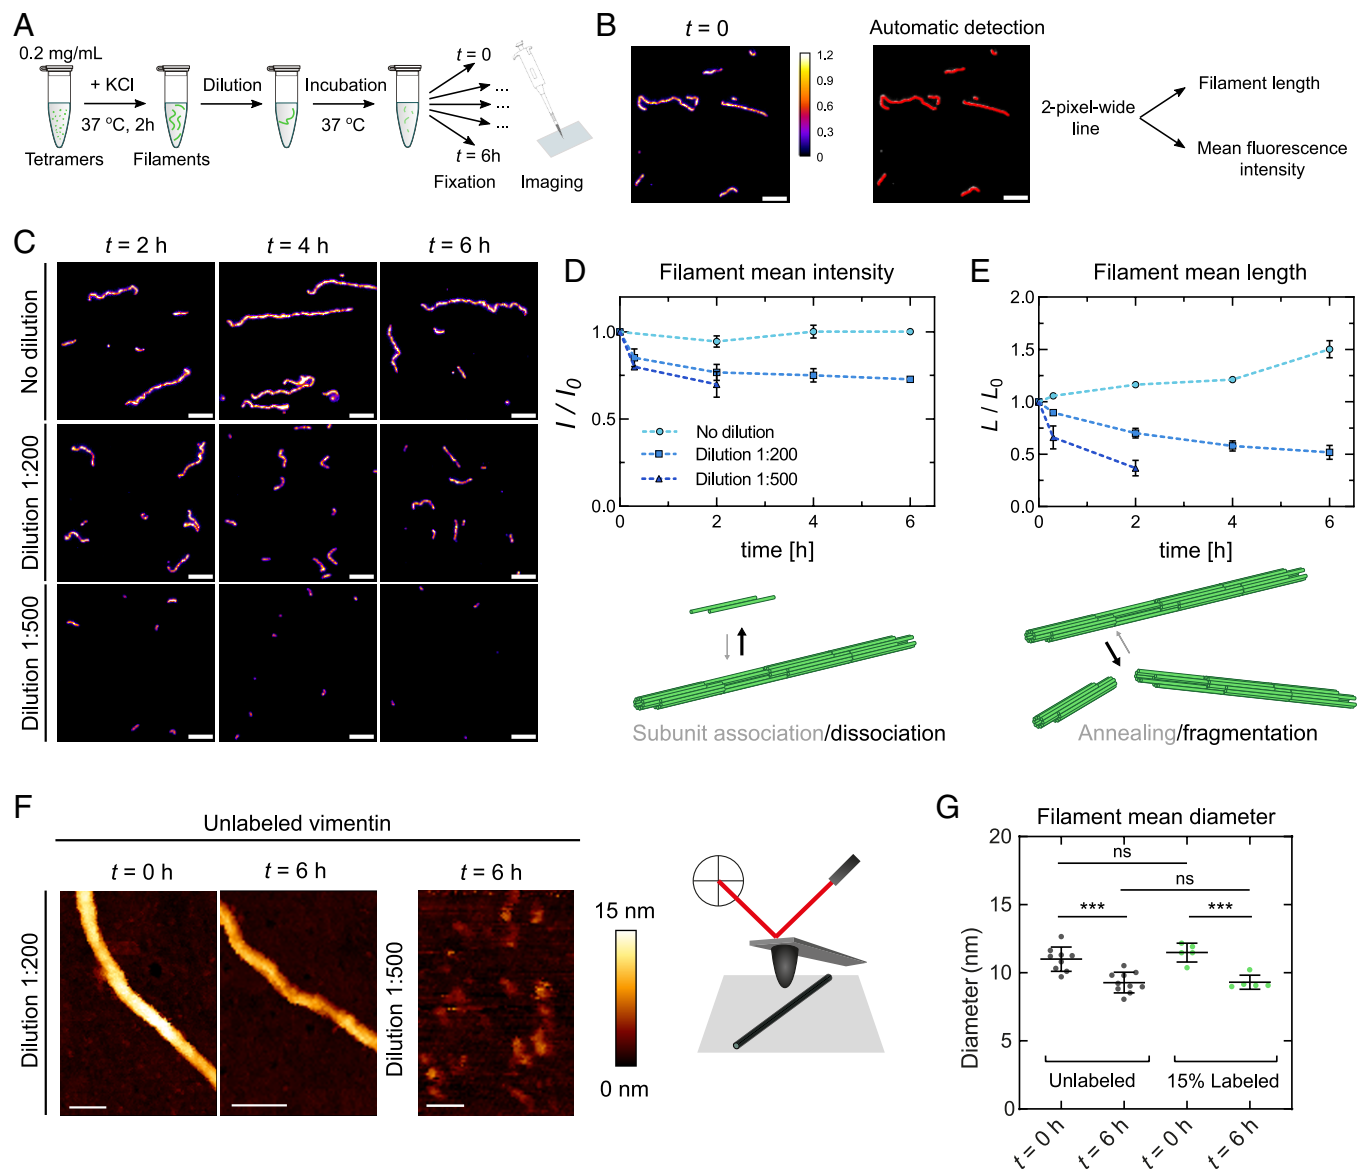 A
0.2 mg/mL
+ KCl
37 °C, 2h
Tetramers
Filaments
Dilution
Incubation
37 °C
t = 0
...
...
...
t = 6h
Fixation
Imaging
B
t = 0
Automatic detection
1.2
0.9
0.6
0.3
0
2-pixel-wide
line
Filament length
Mean fluorescence
intensity
C
t = 2 h
t = 4 h
t = 6 h
No dilution
Dilution 1:200
Dilution 1:500
D
Filament mean intensity
I / I0
1.0
0.5
0.0
No dilution
Dilution 1:200
Dilution 1:500
0
2
4
6
time [h]
Subunit association/dissociation
E
Filament mean length
L / L0
2.0
1.5
1.0
0.5
0.0
0
2
4
6
time [h]
Annealing/fragmentation
F
Unlabeled vimentin
t = 0 h
t = 6 h
t = 6 h
Dilution 1:200
Dilution 1:500
15 nm
0 nm
G
Filament mean diameter
Diameter (nm)
20
15
10
5
0
ns
ns
***
***
Unlabeled
15% Labeled
t = 0 h
t = 6 h
t = 0 h
t = 6 h